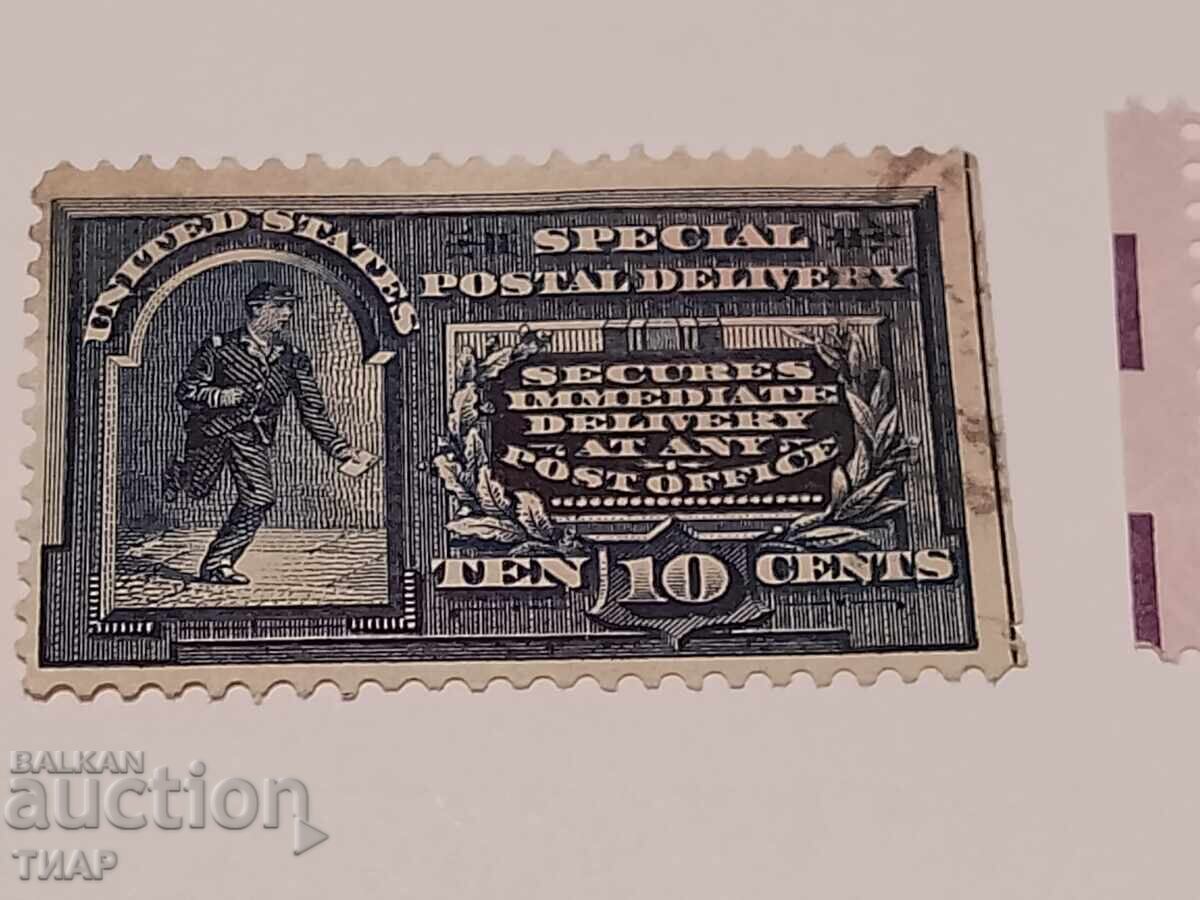 UNITED STATES
SPECIAL
POSTAL DELIVERY
SECURES
IMMEDIATE
DELIVERY
AT ANY
POST OFFICE
TEN 10 CENTS
BALKAN
auction
ТИАР